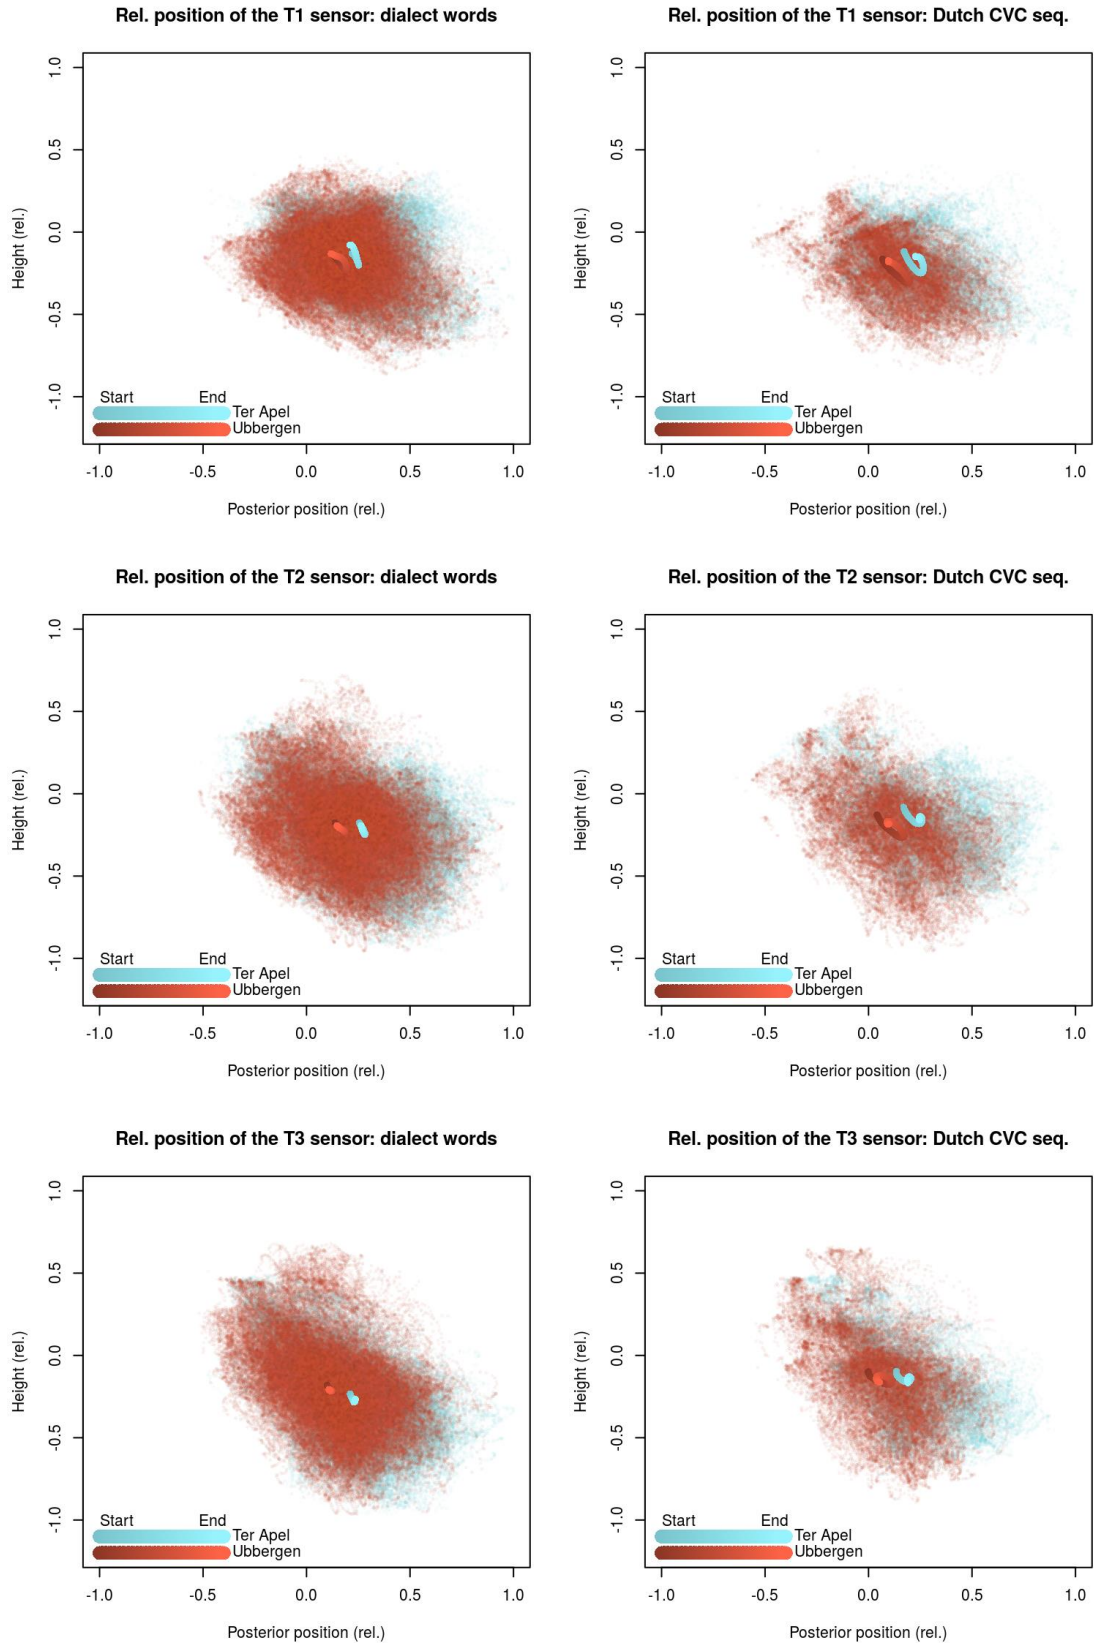 Rel. position of the T1 sensor: dialect words
1.0
0.5
0.0
-0.5
-1.0
Height (rel.)
Start End
Ter Apel
Ubbergen
-1.0 -0.5 0.0 0.5 1.0
Posterior position (rel.)
Rel. position of the T1 sensor: Dutch CVC seq.
1.0
0.5
0.0
-0.5
-1.0
Height (rel.)
Start End
Ter Apel
Ubbergen
-1.0 -0.5 0.0 0.5 1.0
Posterior position (rel.)
Rel. position of the T2 sensor: dialect words
1.0
0.5
0.0
-0.5
-1.0
Height (rel.)
Start End
Ter Apel
Ubbergen
-1.0 -0.5 0.0 0.5 1.0
Posterior position (rel.)
Rel. position of the T2 sensor: Dutch CVC seq.
1.0
0.5
0.0
-0.5
-1.0
Height (rel.)
Start End
Ter Apel
Ubbergen
-1.0 -0.5 0.0 0.5 1.0
Posterior position (rel.)
Rel. position of the T3 sensor: dialect words
1.0
0.5
0.0
-0.5
-1.0
Height (rel.)
Start End
Ter Apel
Ubbergen
-1.0 -0.5 0.0 0.5 1.0
Posterior position (rel.)
Rel. position of the T3 sensor: Dutch CVC seq.
1.0
0.5
0.0
-0.5
-1.0
Height (rel.)
Start End
Ter Apel
Ubbergen
-1.0 -0.5 0.0 0.5 1.0
Posterior position (rel.)